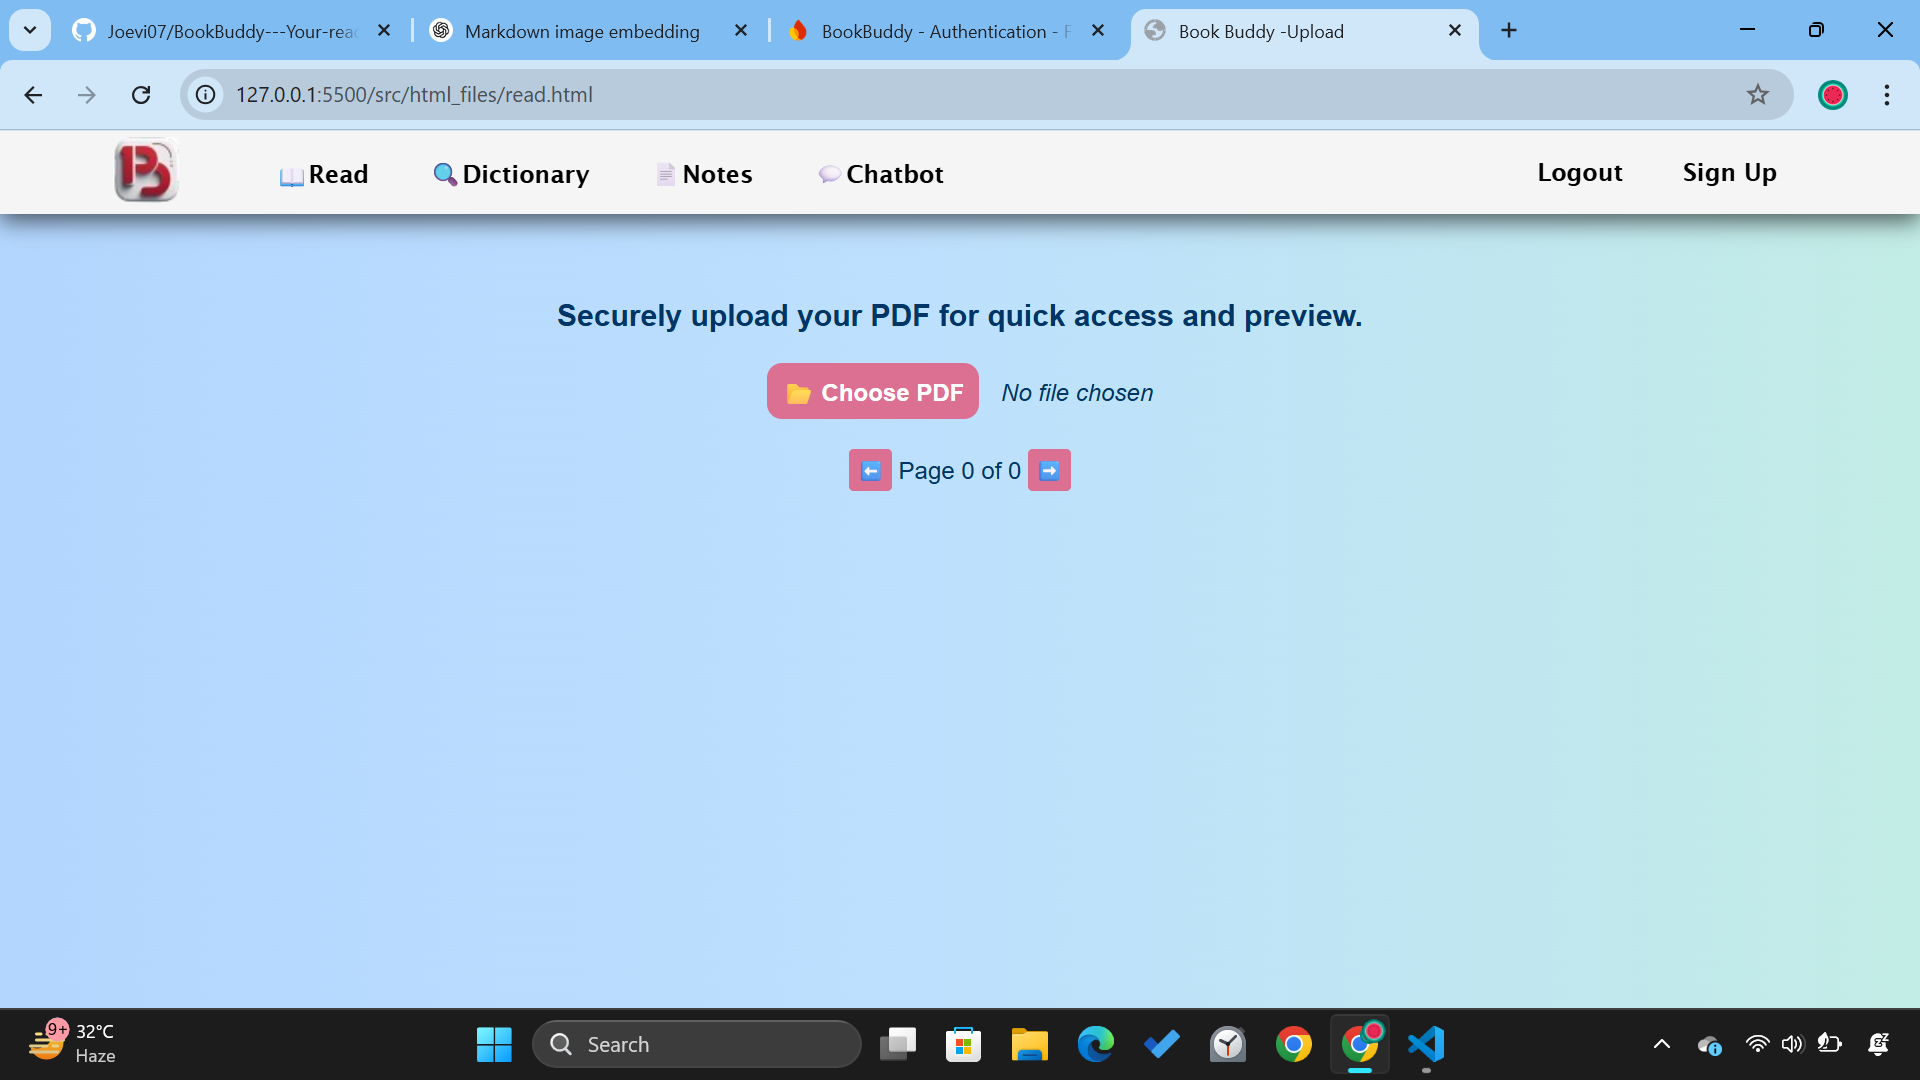 Joevi07/BookBuddy---Your-rea
Markdown image embedding
BookBuddy - Authentication - F
Book Buddy -Upload
127.0.0.1:5500/src/html_files/read.html
Read
Dictionary
Notes
Chatbot
Logout
Sign Up
Securely upload your PDF for quick access and preview.
Choose PDF
No file chosen
Page 0 of 0
9+
32°C
Haze
Search